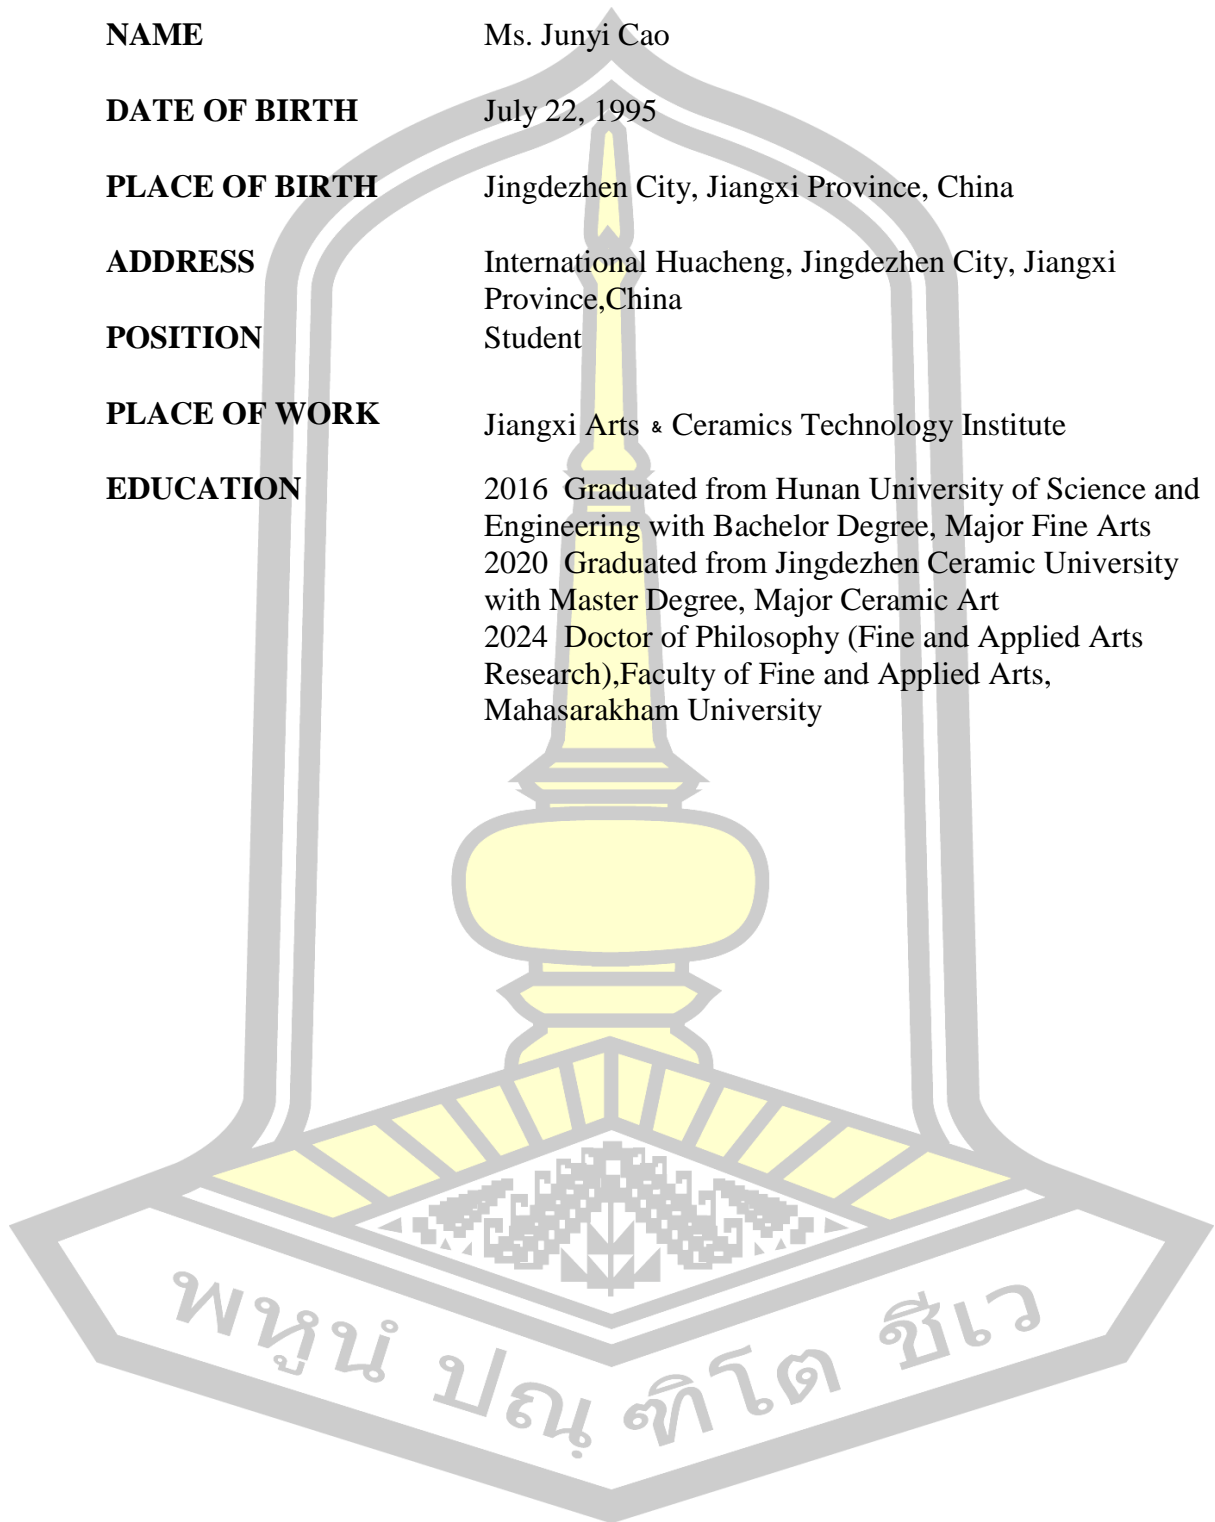 NAME Ms. Junyi Cao
DATE OF BIRTH July 22, 1995
PLACE OF BIRTH Jingdezhen City, Jiangxi Province, China
ADDRESS International Huacheng, Jingdezhen City, Jiangxi
Province,China
POSITION Student
PLACE OF WORK Jiangxi Arts & Ceramics Technology Institute
EDUCATION 2016 Graduated from Hunan University of Science and
Engineering with Bachelor Degree, Major Fine Arts
2020 Graduated from Jingdezhen Ceramic University
with Master Degree, Major Ceramic Art
2024 Doctor of Philosophy (Fine and Applied Arts
Research),Faculty of Fine and Applied Arts,
Mahasarakham University
พหูนํ ปณฺ ฑิโต ชีเว